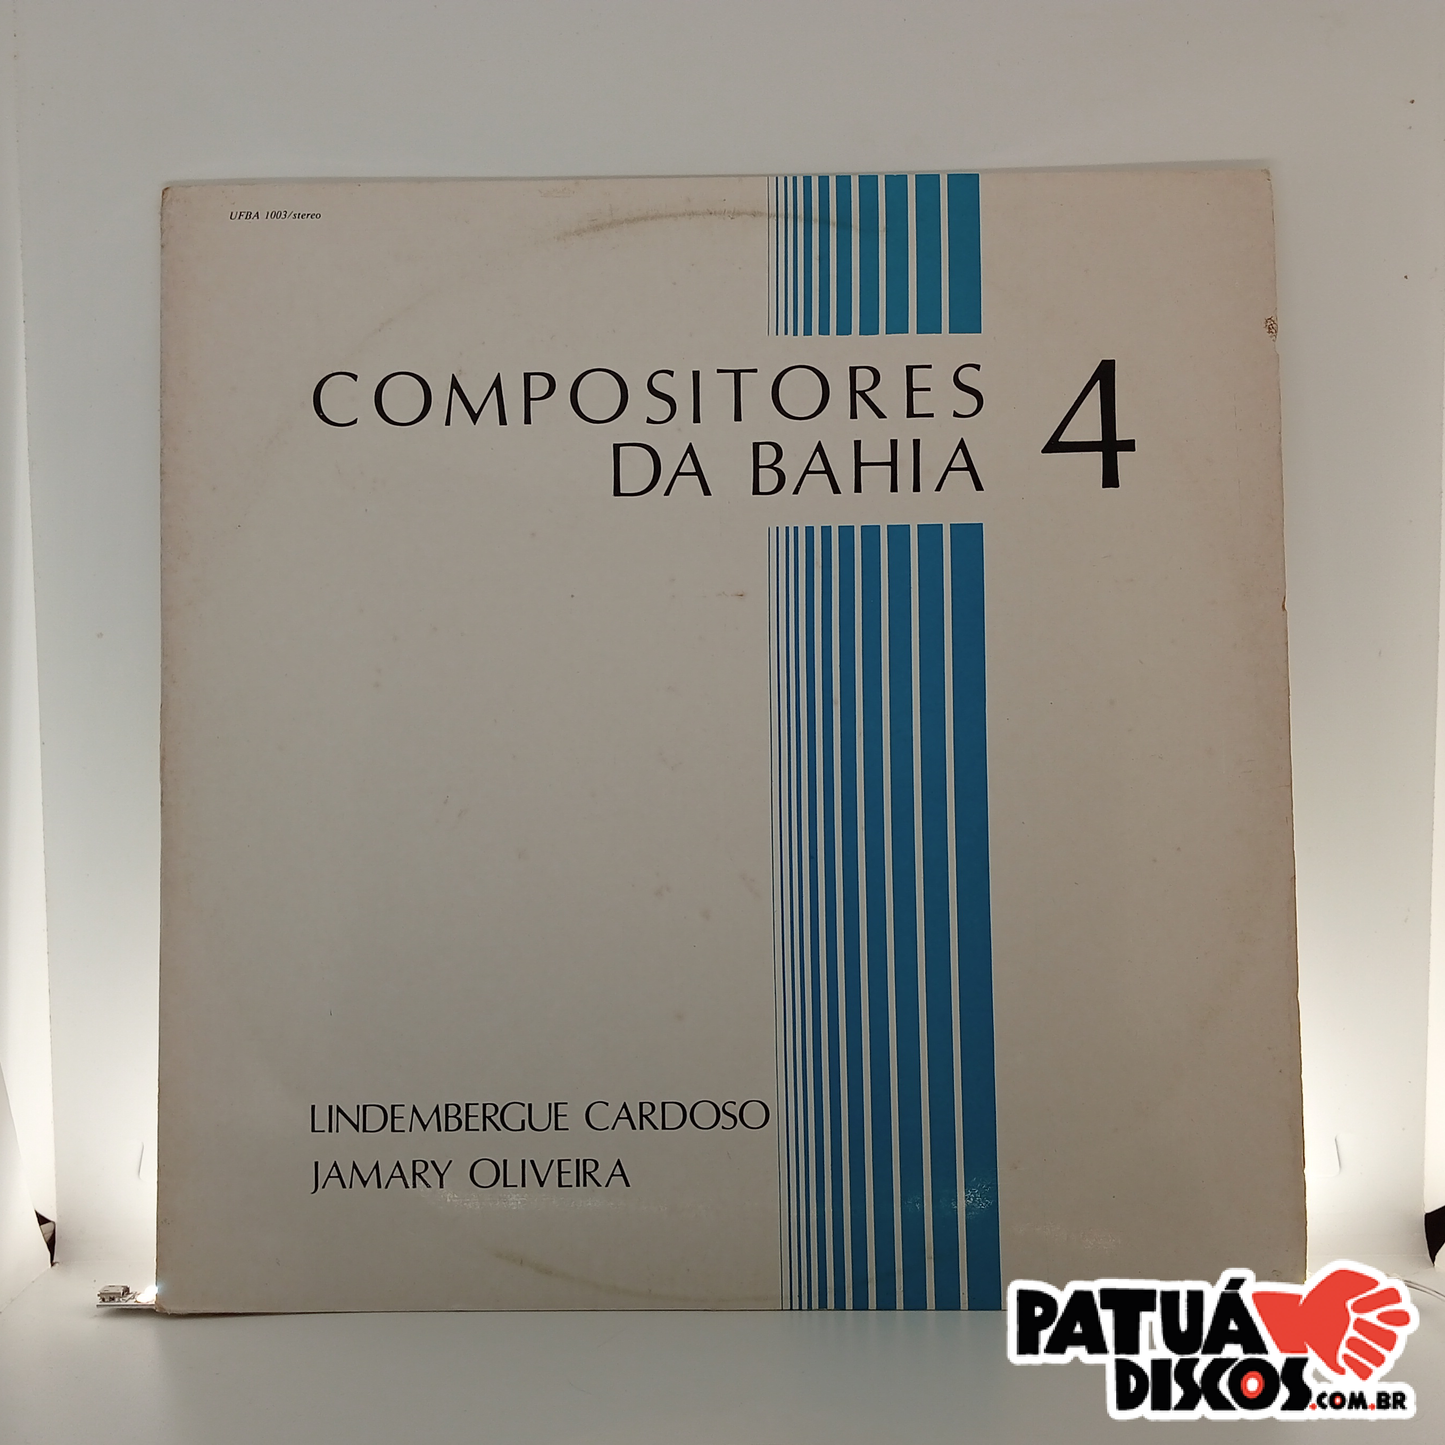 UFBA 1003/stereo
COMPOSITORES
DA BAHIA
4
LINDEMBERGUE CARDOSO
JAMARY OLIVEIRA
PATUÁ
DISCOS.COM.BR